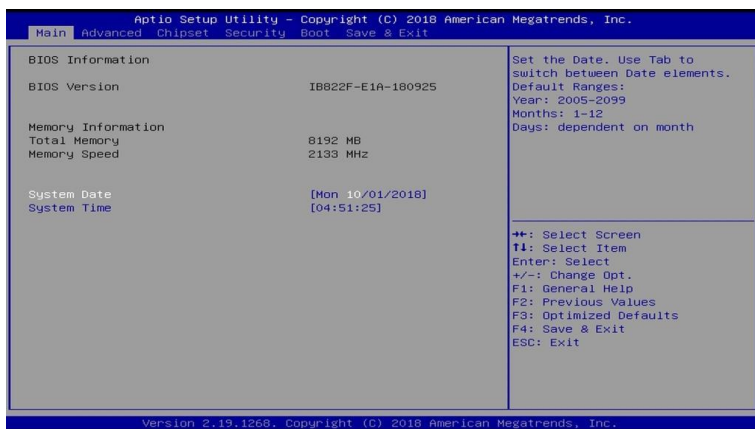 Aptio Setup Utility – Copyright (C) 2018 American Megatrends, Inc.
Main Advanced Chipset Security Boot Save & Exit
BIOS Information
BIOS Version IB822F-E1A-180925
Memory Information
Total Memory 8192 MB
Memory Speed 2133 MHz
System Date [Mon 10/01/2018]
System Time [04:51:25]
Set the Date. Use Tab to
switch between Date elements.
Default Ranges:
Year: 2005-2099
Months: 1-12
Days: dependent on month
→←: Select Screen
↑↓: Select Item
Enter: Select
+/-: Change Opt.
F1: General Help
F2: Previous Values
F3: Optimized Defaults
F4: Save & Exit
ESC: Exit
Version 2.19.1268. Copyright (C) 2018 American Megatrends, Inc.